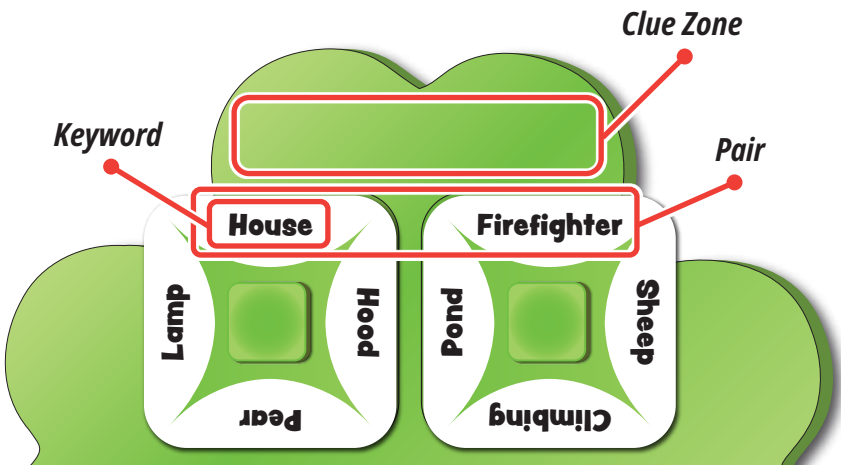 Clue Zone
Keyword
Pair
House
Firefighter
Lamp
Hood
Pond
Sheep
Pear
Climbing